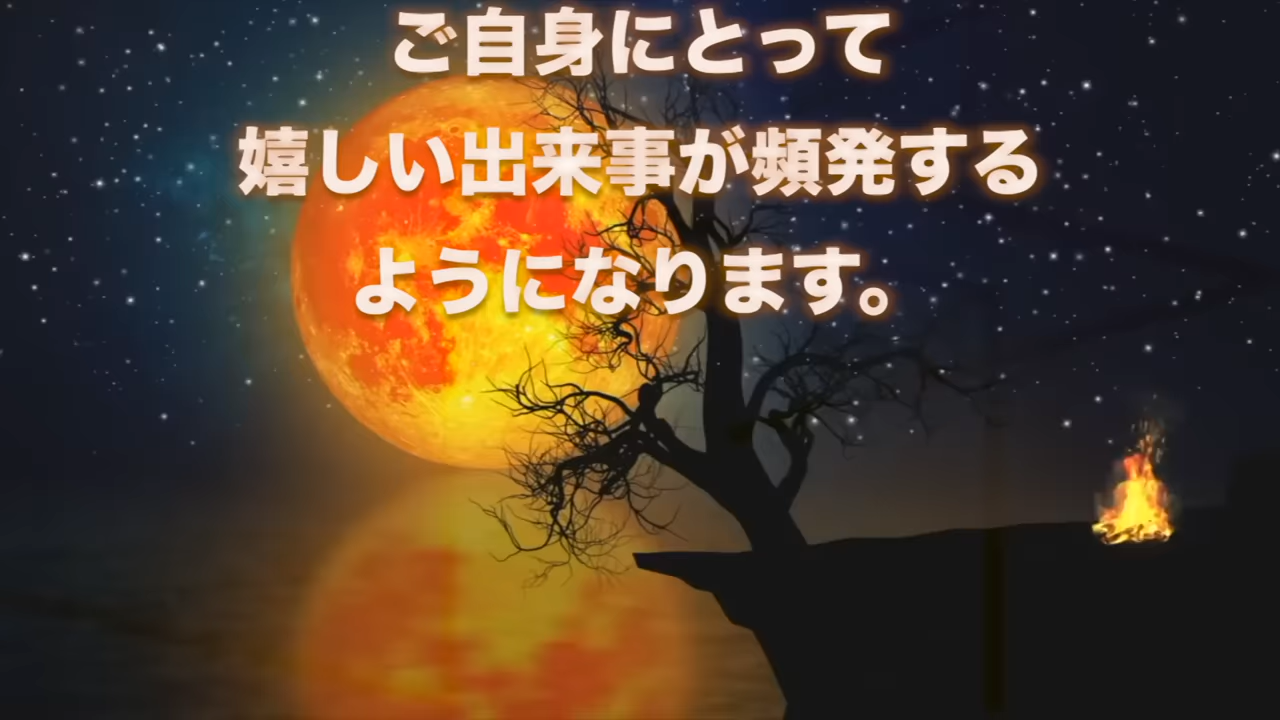 ご自身にとって
嬉しい出来事が頻発する
ようになります。